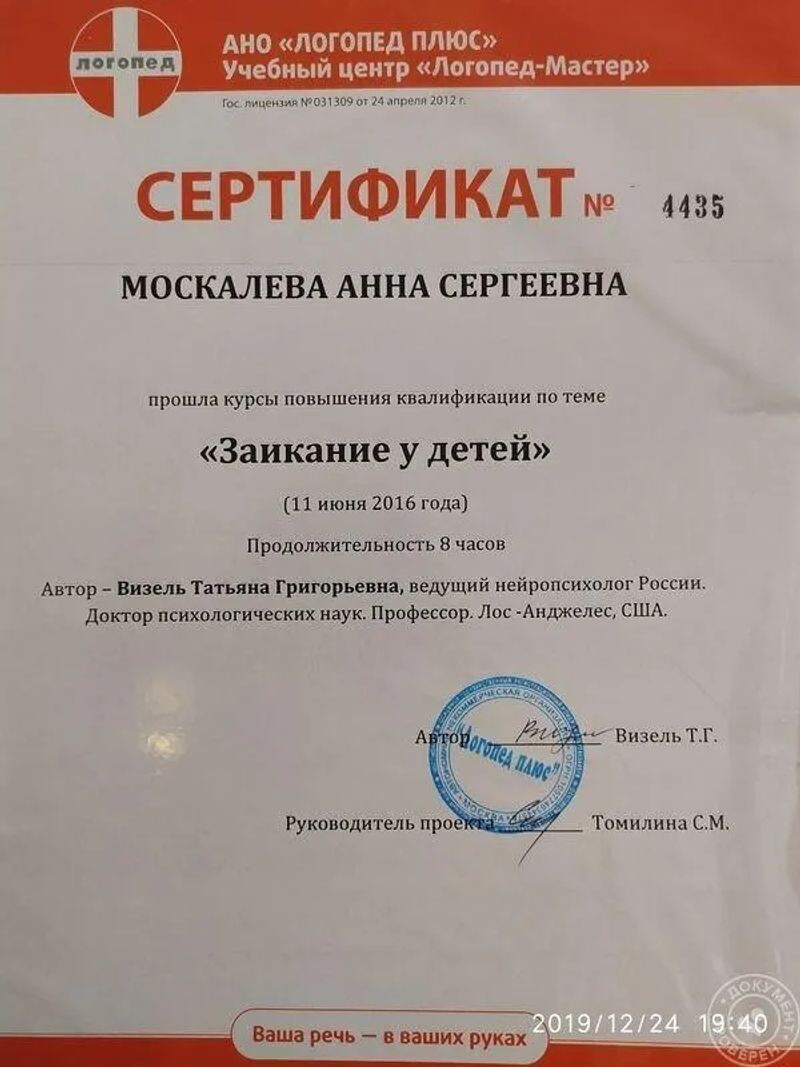 логопед
АНО «ЛОГОПЕД ПЛЮС»
Учебный центр «Логопед-Мастер»
Гос. лицензия №031309 от 24 апреля 2012 г.
СЕРТИФИКАТ № 4435
МОСКАЛЕВА АННА СЕРГЕЕВНА
прошла курсы повышения квалификации по теме
«Заикание у детей»
(11 июня 2016 года)
Продолжительность 8 часов
Автор – Визель Татьяна Григорьевна, ведущий нейропсихолог России.
Доктор психологических наук. Профессор. Лос -Анджелес, США.
Автор Визель Т.Г.
"Логопед плюс"
МОСКВА
Руководитель проекта Томилина С.М.
Ваша речь — в ваших руках
2019/12/24 19:40
ДОКУМЕНТ